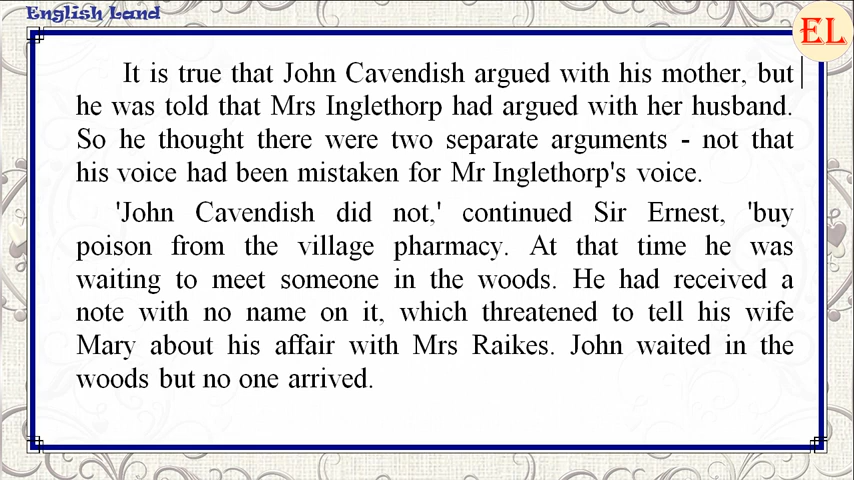 English Land
EL
It is true that John Cavendish argued with his mother, but
he was told that Mrs Inglethorp had argued with her husband.
So he thought there were two separate arguments - not that
his voice had been mistaken for Mr Inglethorp's voice.
'John Cavendish did not,' continued Sir Ernest, 'buy
poison from the village pharmacy. At that time he was
waiting to meet someone in the woods. He had received a
note with no name on it, which threatened to tell his wife
Mary about his affair with Mrs Raikes. John waited in the
woods but no one arrived.